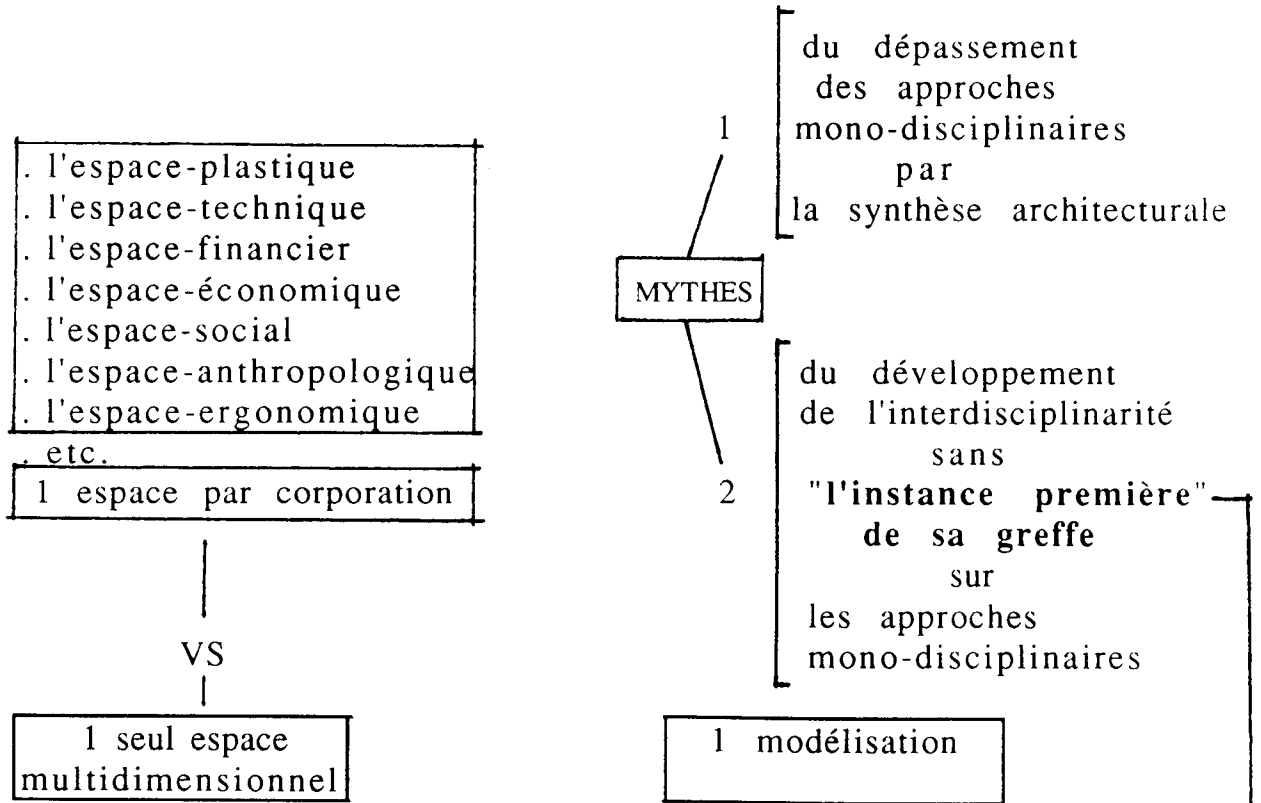 . l'espace-plastique
. l'espace-technique
. l'espace-financier
. l'espace-économique
. l'espace-social
. l'espace-anthropologique
. l'espace-ergonomique
. etc.
1 espace par corporation
VS
1 seul espace
multidimensionnel
MYTHES
1
du dépassement
des approches
mono-disciplinaires
par
la synthèse architecturale
2
du développement
de l'interdisciplinarité
sans
"l'instance première"
de sa greffe
sur
les approches
mono-disciplinaires
1 modélisation